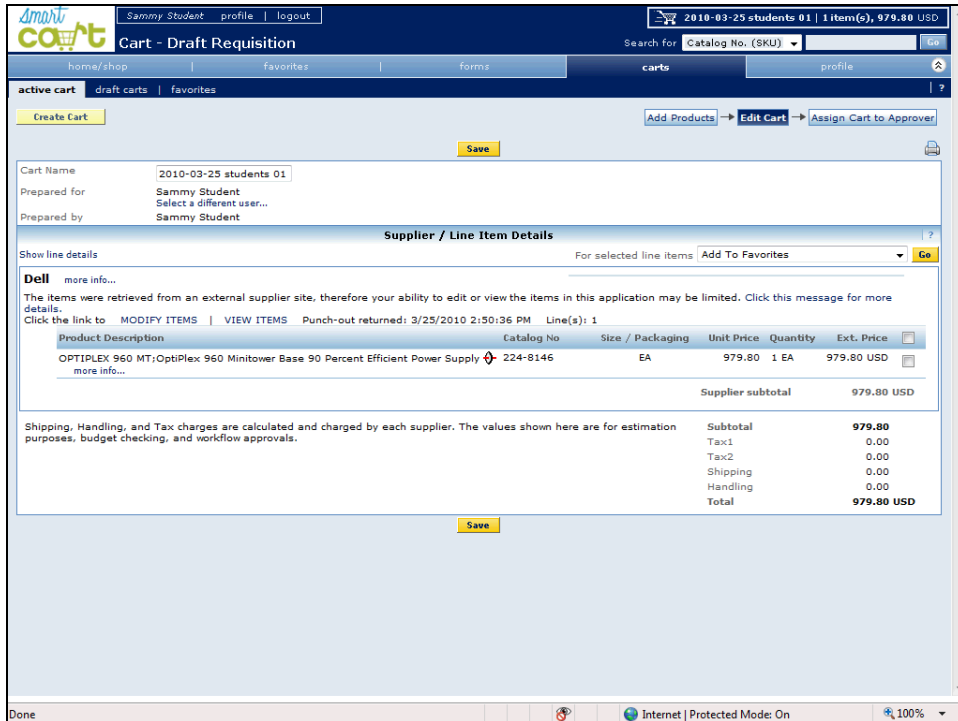 smart cart
Sammy Student profile | logout
2010-03-25 students 01 | 1 item(s), 979.80 USD
Cart - Draft Requisition
Search for Catalog No. (SKU) Go
home/shop | favorites | forms carts profile
active cart draft carts | favorites | ?
Create Cart
Add Products Edit Cart Assign Cart to Approver
Save
Cart Name 2010-03-25 students 01
Prepared for Sammy Student
Select a different user...
Prepared by Sammy Student
Supplier / Line Item Details ?
Show line details For selected line items Add To Favorites Go
Dell more info...
The items were retrieved from an external supplier site, therefore your ability to edit or view the items in this application may be limited. Click this message for more
details.
Click the link to MODIFY ITEMS | VIEW ITEMS Punch-out returned: 3/25/2010 2:50:36 PM Line(s): 1
Product Description Catalog No Size / Packaging Unit Price Quantity Ext. Price
OPTIPLEX 960 MT;OptiPlex 960 Minitower Base 90 Percent Efficient Power Supply 224-8146 EA 979.80 1 EA 979.80 USD
more info...
Supplier subtotal 979.80 USD
Shipping, Handling, and Tax charges are calculated and charged by each supplier. The values shown here are for estimation
purposes, budget checking, and workflow approvals.
Subtotal 979.80
Tax1 0.00
Tax2 0.00
Shipping 0.00
Handling 0.00
Total 979.80 USD
Save
Done Internet | Protected Mode: On 100%